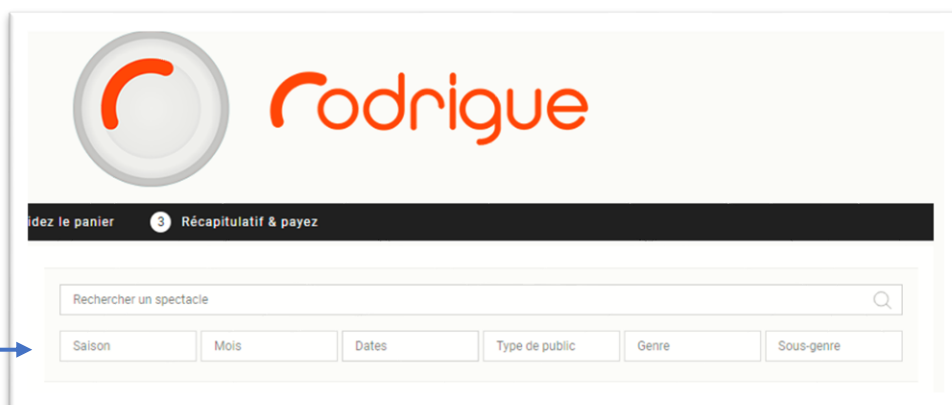 rodrigue
idez le panier 3 Récapitulatif & payez
Rechercher un spectacle
Saison Mois Dates Type de public Genre Sous-genre